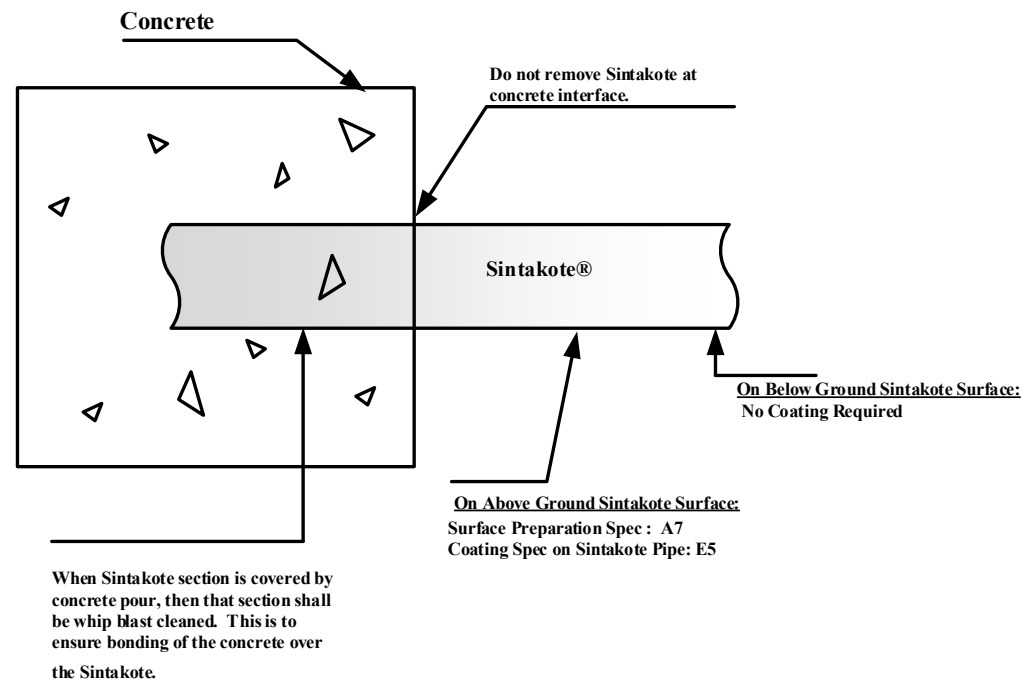 Concrete
Do not remove Sintakote at
concrete interface.
Sintakote®
On Below Ground Sintakote Surface:
No Coating Required
On Above Ground Sintakote Surface:
Surface Preparation Spec : A7
Coating Spec on Sintakote Pipe: E5
When Sintakote section is covered by
concrete pour, then that section shall
be whip blast cleaned. This is to
ensure bonding of the concrete over
the Sintakote.